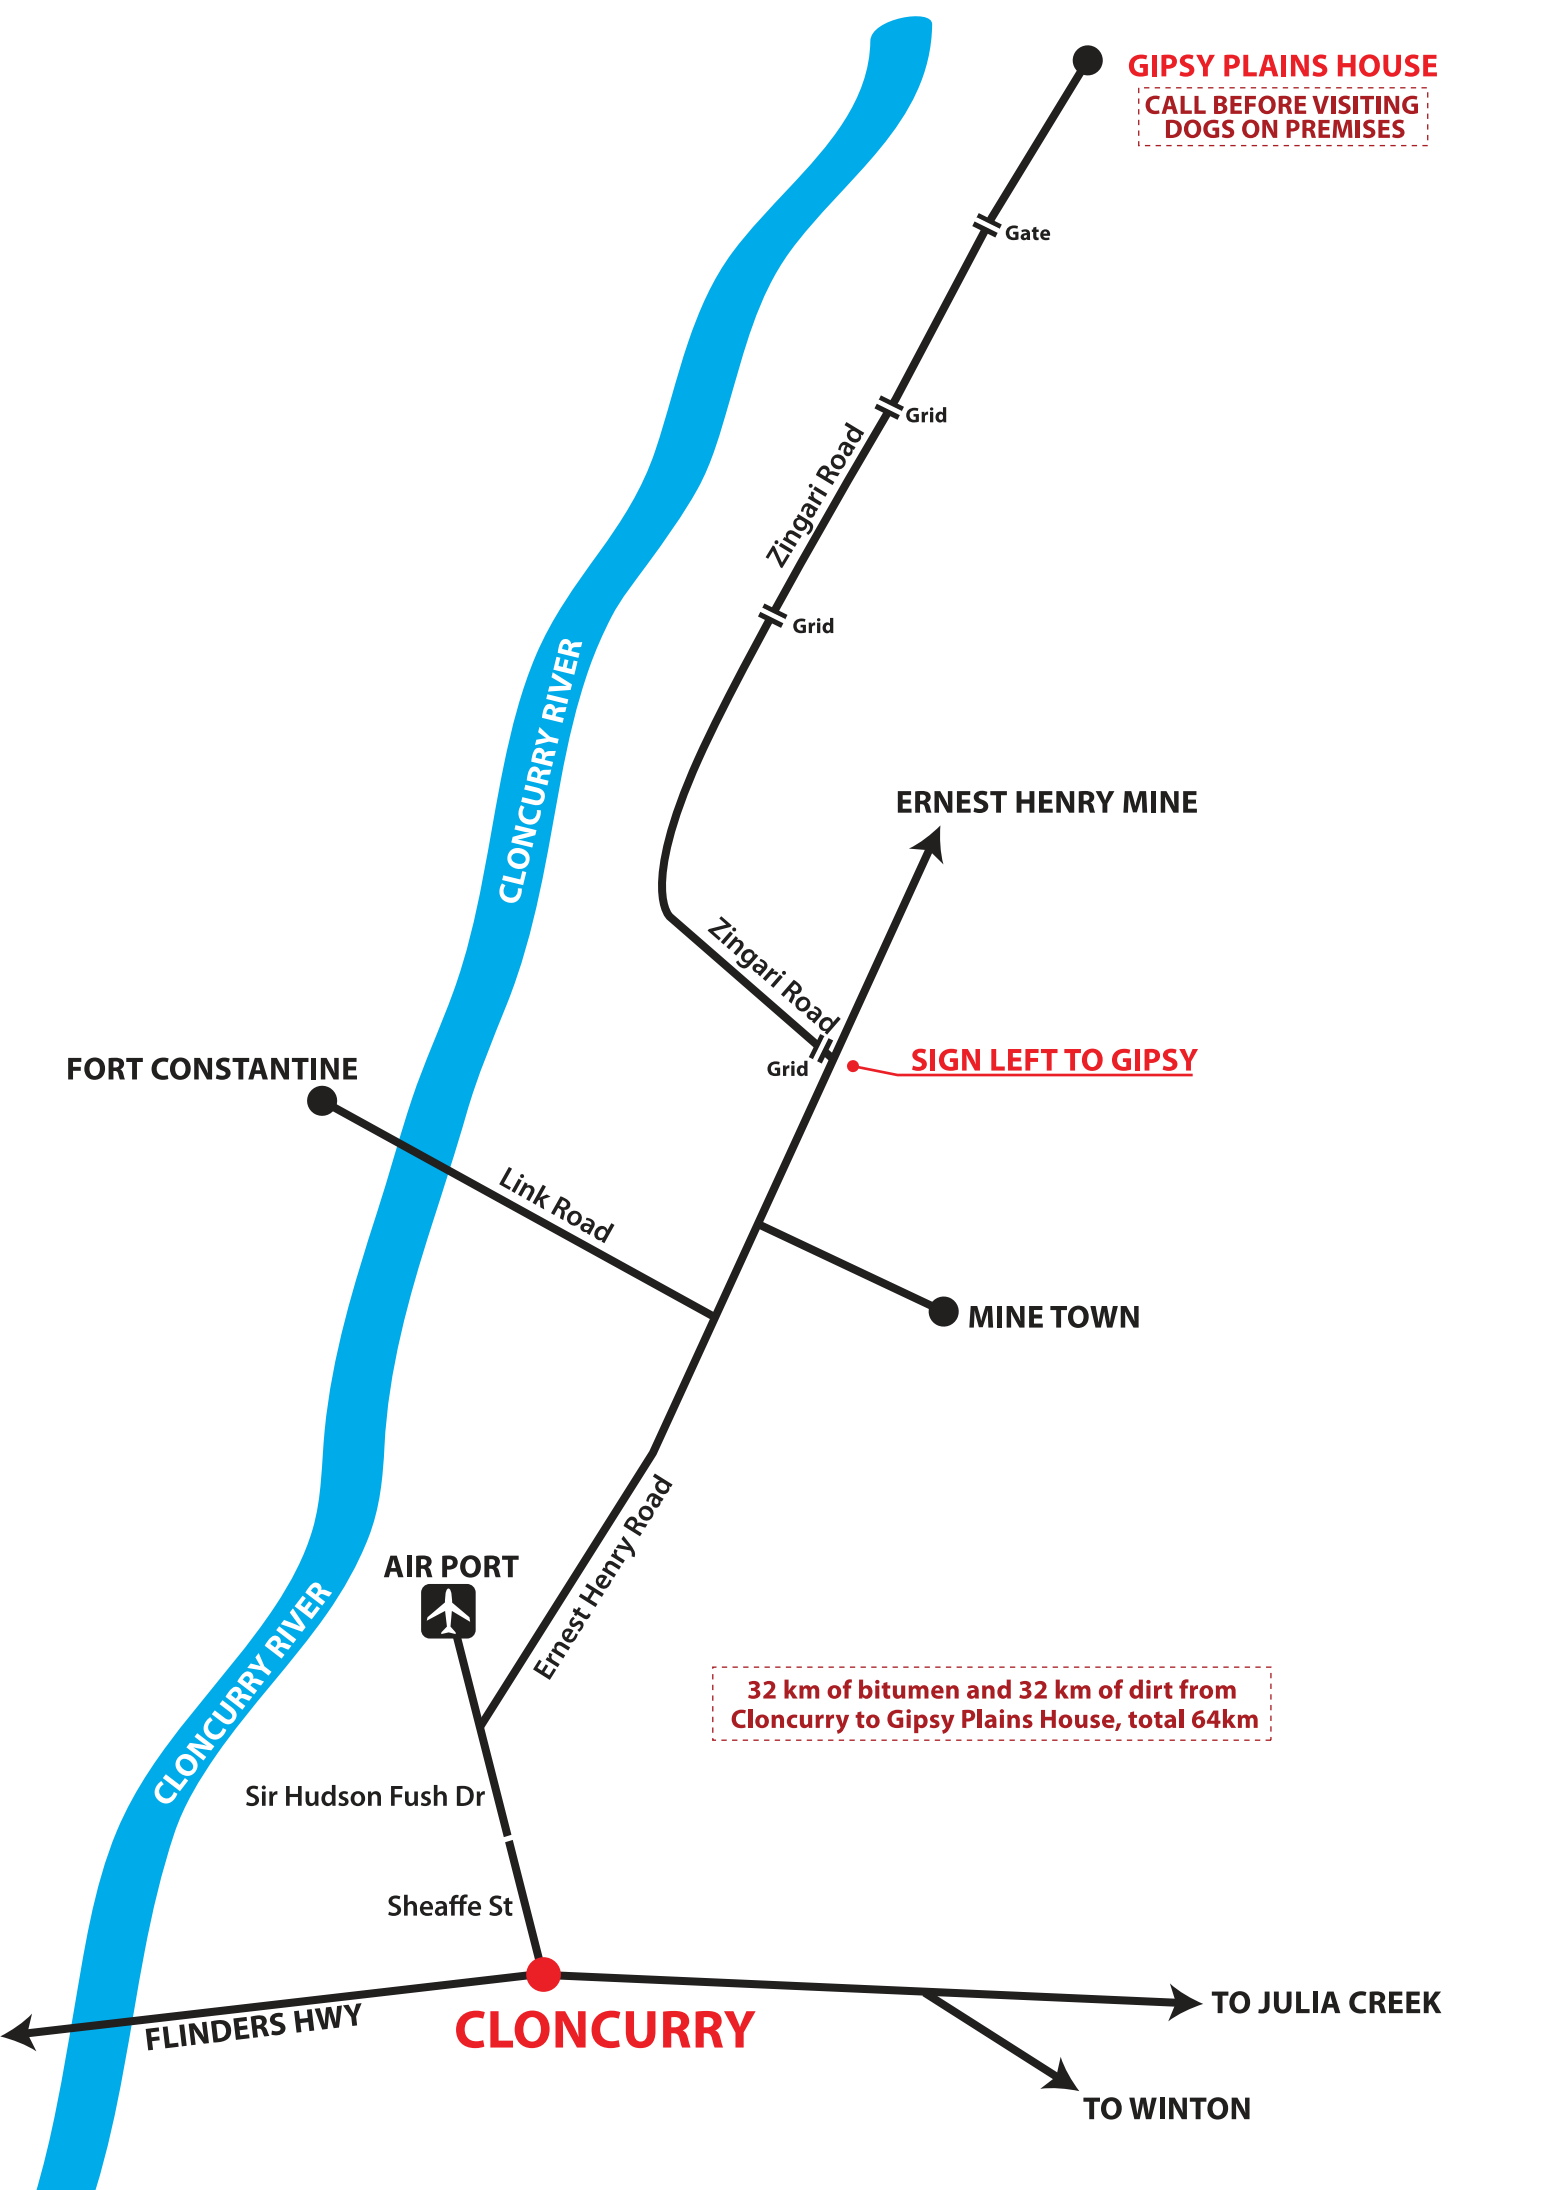 GIPSY PLAINS HOUSE
CALL BEFORE VISITING
DOGS ON PREMISES
Gate
Grid
Zingari Road
Grid
CLONCURRY RIVER
ERNEST HENRY MINE
Zingari Road
Grid
SIGN LEFT TO GIPSY
FORT CONSTANTINE
Link Road
MINE TOWN
Ernest Henry Road
AIR PORT
CLONCURRY RIVER
32 km of bitumen and 32 km of dirt from
Cloncurry to Gipsy Plains House, total 64km
Sir Hudson Fush Dr
Sheaffe St
FLINDERS HWY
CLONCURRY
TO JULIA CREEK
TO WINTON